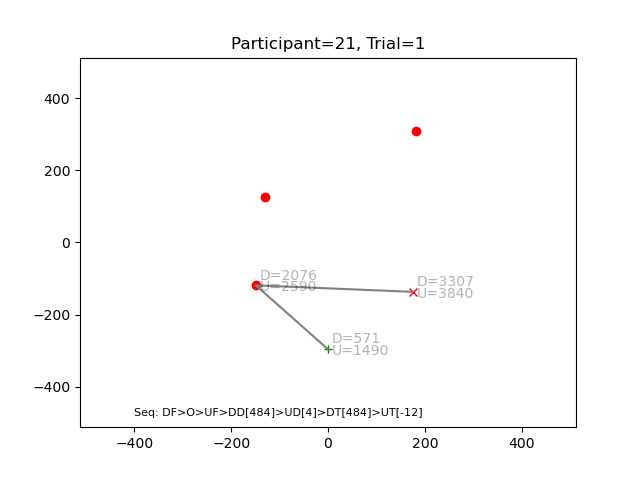 Participant=21, Trial=1
400
200
0
−200
−400
D=2076
U=2590
D=3307
U=3840
D=571
U=1490
Seq: DF>O>UF>DD[484]>UD[4]>DT[484]>UT[-12]
−400
−200
0
200
400